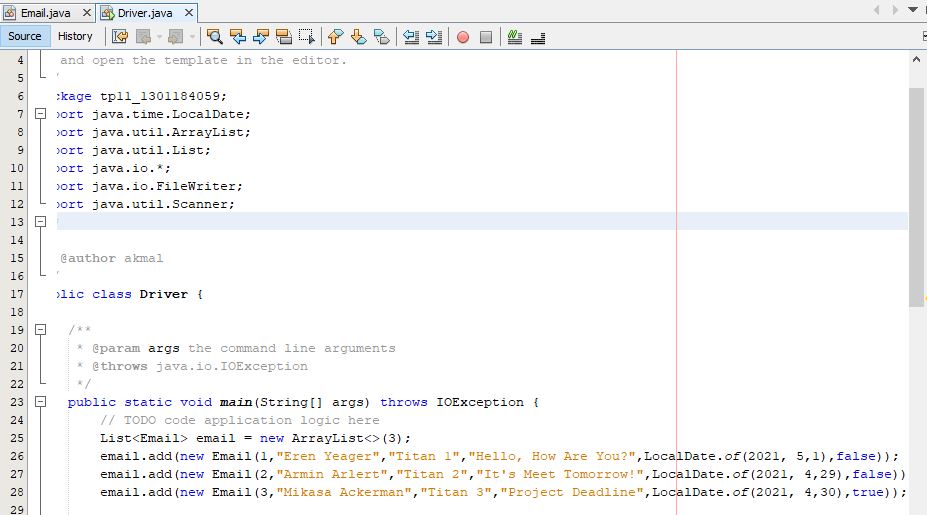 Email.java Driver.java
Source History
4 and open the template in the editor.
5
6 ckage tp11_1301184059;
7 port java.time.LocalDate;
8 port java.util.ArrayList;
9 port java.util.List;
10 port java.io.*;
11 port java.io.FileWriter;
12 port java.util.Scanner;
13
14
15 @author akmal
16
17 blic class Driver {
18
19 /**
20 * @param args the command line arguments
21 * @throws java.io.IOException
22 */
23 public static void main(String[] args) throws IOException {
24 // TODO code application logic here
25 List<Email> email = new ArrayList<>(3);
26 email.add(new Email(1,"Eren Yeager","Titan 1","Hello, How Are You?",LocalDate.of(2021, 5,1),false));
27 email.add(new Email(2,"Armin Arlert","Titan 2","It's Meet Tomorrow!",LocalDate.of(2021, 4,29),false))
28 email.add(new Email(3,"Mikasa Ackerman","Titan 3","Project Deadline",LocalDate.of(2021, 4,30),true));
29